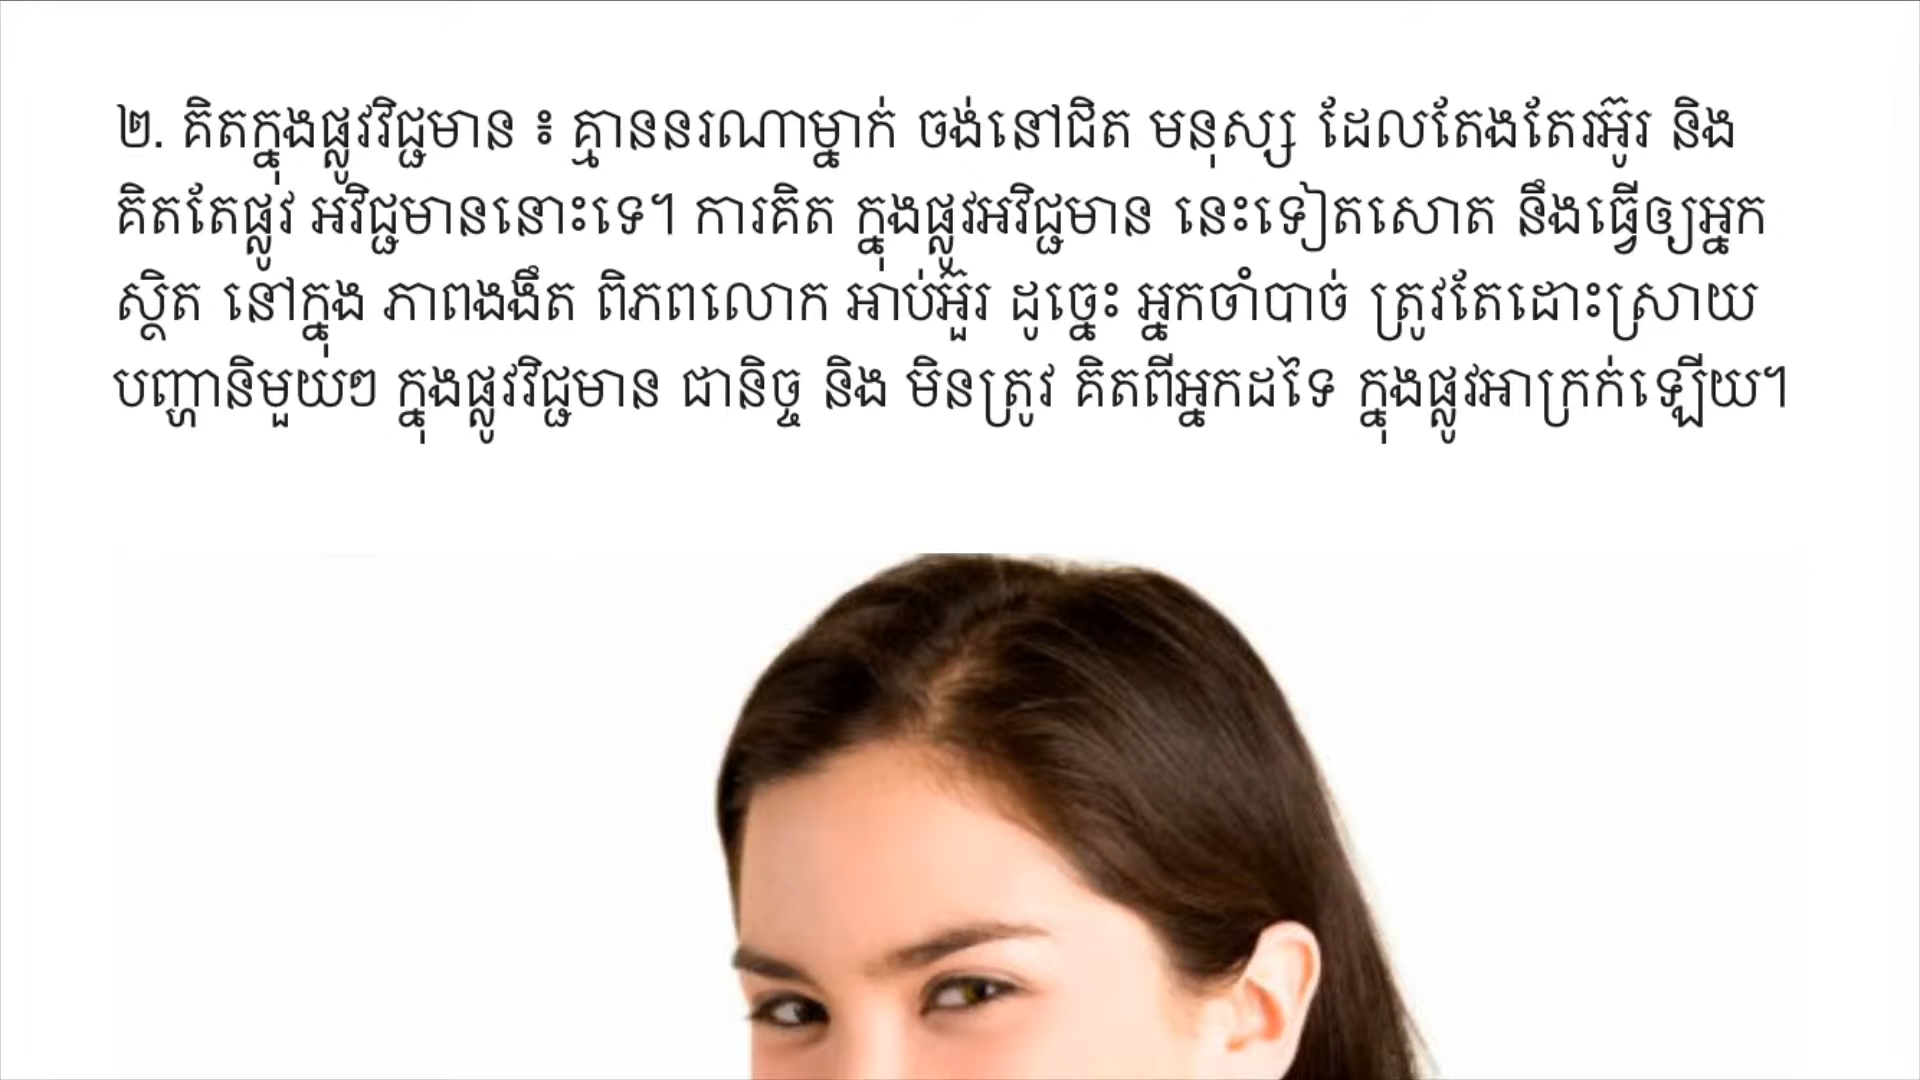 ២. គិតក្នុងផ្លូវវិជ្ជមាន ៖ គ្មាននរណាម្នាក់ ចង់នៅជិត មនុស្ស ដែលតែងតែរអ៊ូរ និង
គិតតែផ្លូវ អវិជ្ជមាននោះទេ។ ការគិត ក្នុងផ្លូវអវិជ្ជមាន នេះទៀតសោត នឹងធ្វើឲ្យអ្នក
ស្ថិត នៅក្នុង ភាពងងឹត ពិភពលោក អាប់អ៊ួរ ដូច្នេះ អ្នកចាំបាច់ ត្រូវតែដោះស្រាយ
បញ្ហានិមួយៗ ក្នុងផ្លូវវិជ្ជមាន ជានិច្ច និង មិនត្រូវ គិតពីអ្នកដទៃ ក្នុងផ្លូវអាក្រក់ឡើយ។